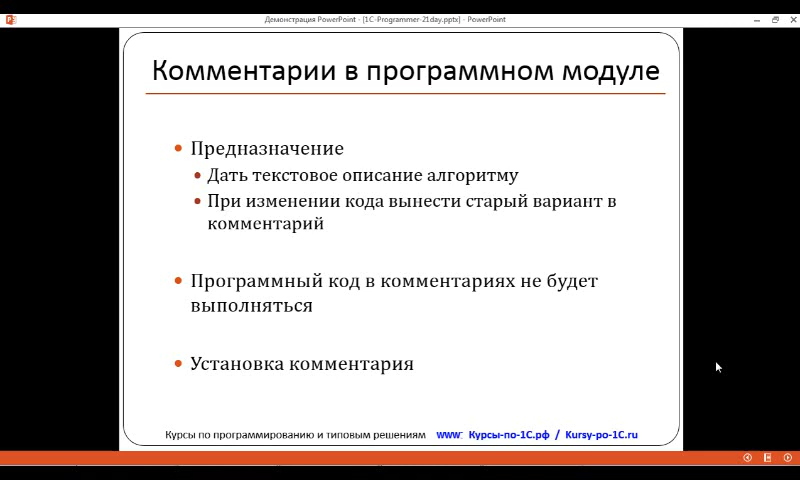 Демонстрация PowerPoint - [1C-Programmer-21day.pptx] - PowerPoint
Комментарии в программном модуле
Предназначение
Дать текстовое описание алгоритму
При изменении кода вынести старый вариант в
комментарий
Программный код в комментариях не будет
выполняться
Установка комментария
Курсы по программированию и типовым решениям www: Курсы-по-1С.рф / Kursy-po-1C.ru